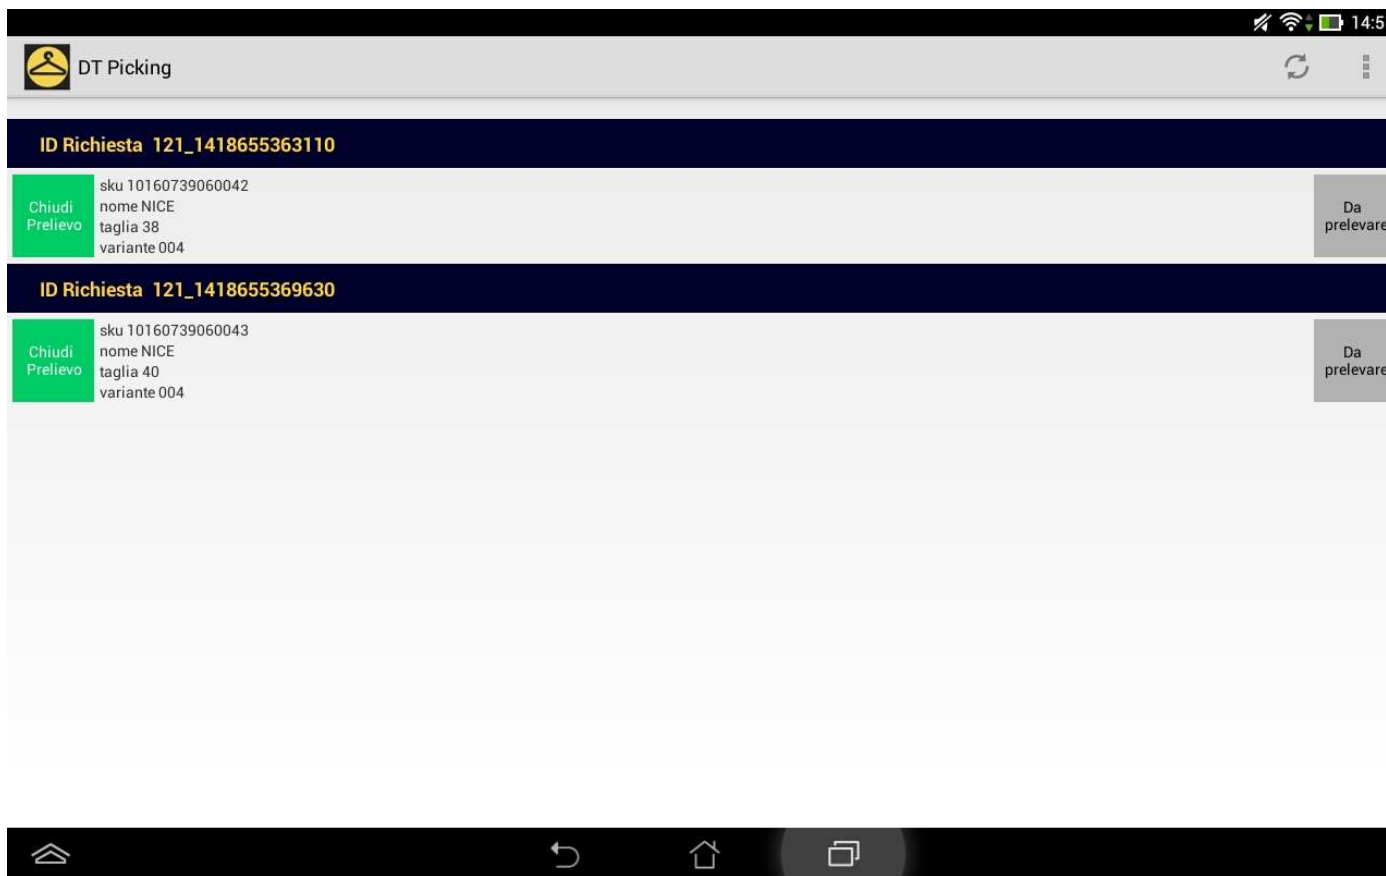 14:5
DT Picking
ID Richiesta 121_1418655363110
Chiudi
Prelievo
sku 10160739060042
nome NICE
taglia 38
variante 004
Da
prelevare
ID Richiesta 121_1418655369630
Chiudi
Prelievo
sku 10160739060043
nome NICE
taglia 40
variante 004
Da
prelevare